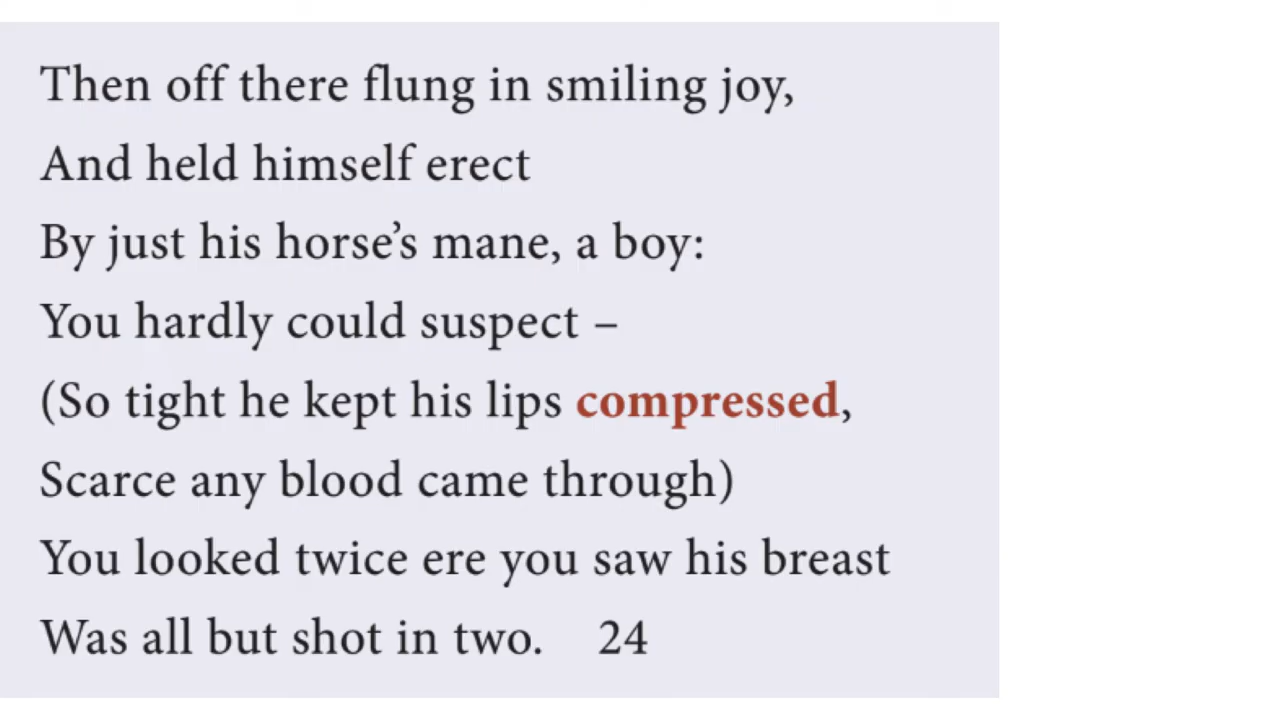 Then off there flung in smiling joy,
And held himself erect
By just his horse’s mane, a boy:
You hardly could suspect –
(So tight he kept his lips compressed,
Scarce any blood came through)
You looked twice ere you saw his breast
Was all but shot in two. 24